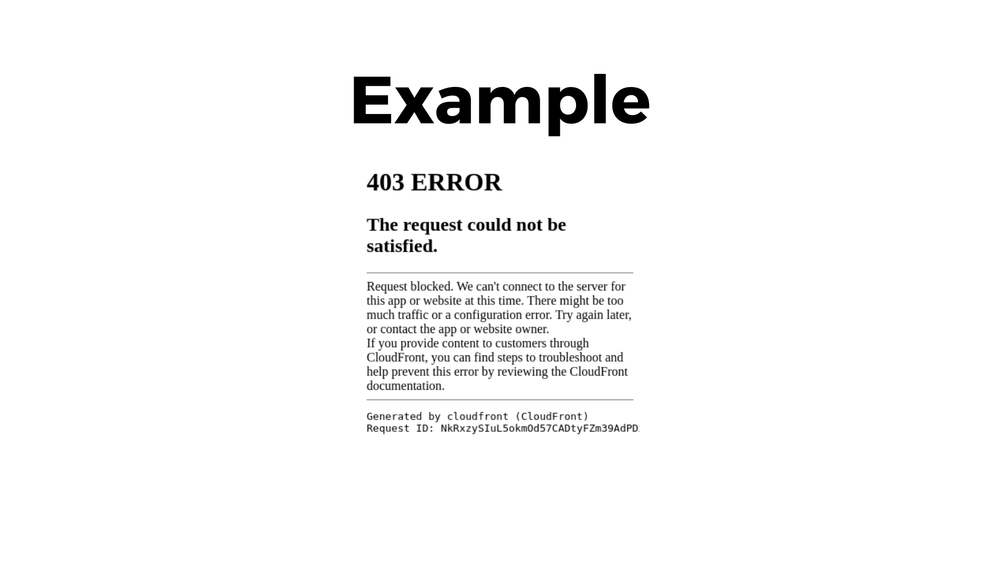 Example
403 ERROR
The request could not be
satisfied.
Request blocked. We can't connect to the server for
this app or website at this time. There might be too
much traffic or a configuration error. Try again later,
or contact the app or website owner.
If you provide content to customers through
CloudFront, you can find steps to troubleshoot and
help prevent this error by reviewing the CloudFront
documentation.
Generated by cloudfront (CloudFront)
Request ID: NkRxzySIuL5okmOd57CADtyFZm39AdPD